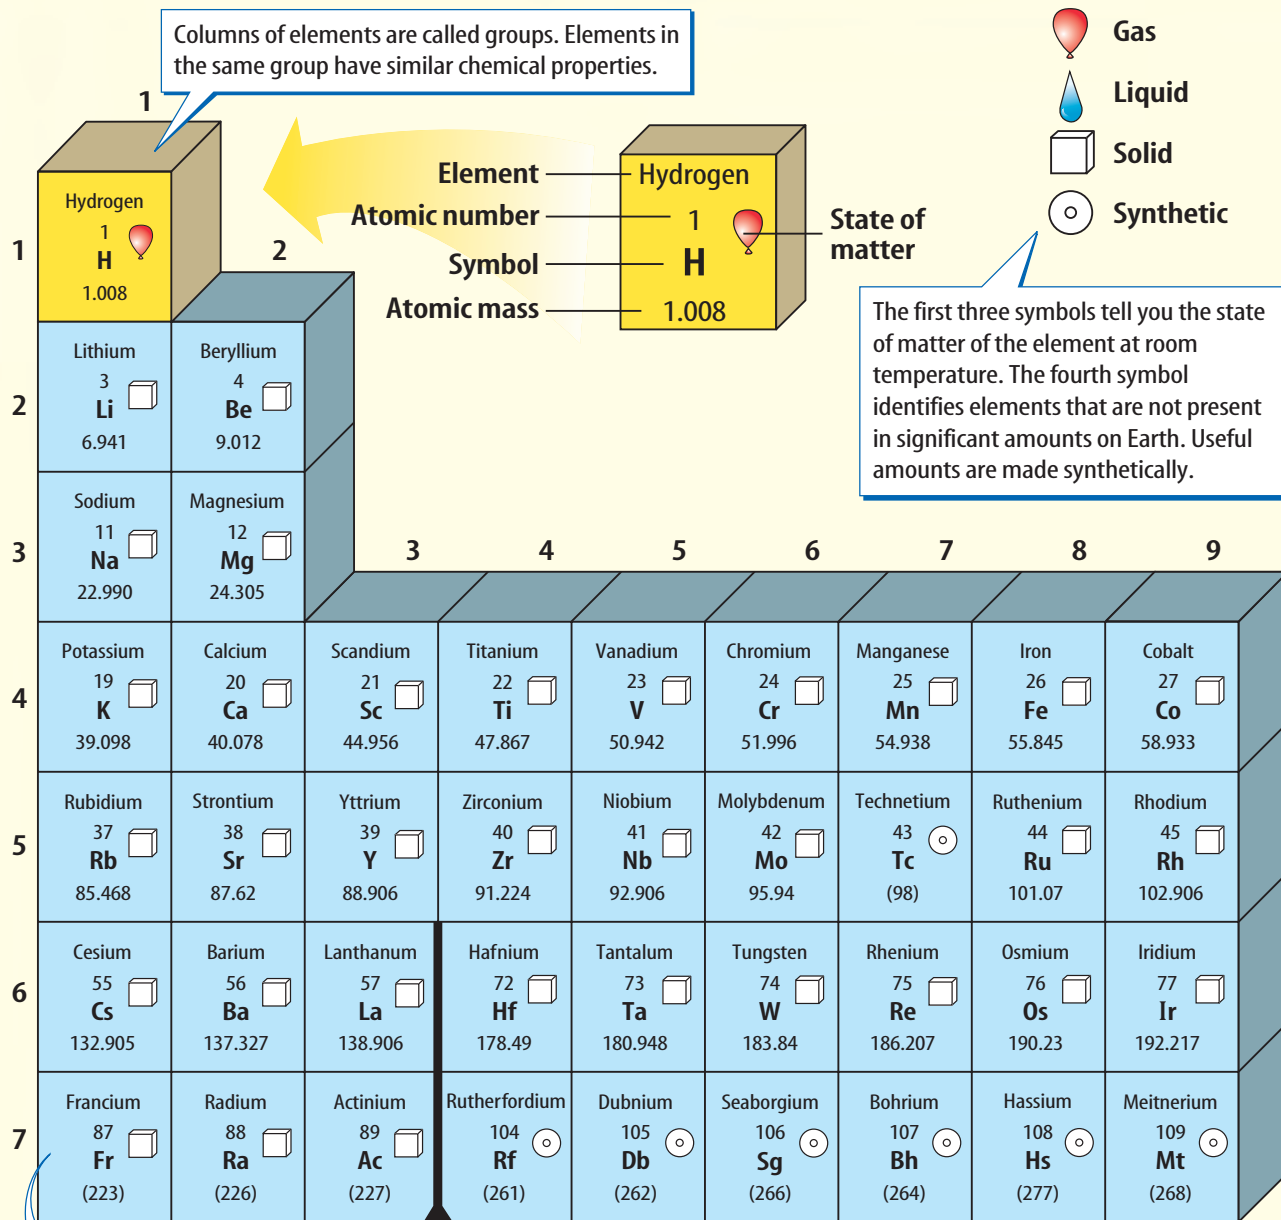 Columns of elements are called groups. Elements in
the same group have similar chemical properties.
Gas
Liquid
Solid
Synthetic
1
Element
Atomic number
Symbol
Atomic mass
Hydrogen
1
H
1.008
State of
matter
The first three symbols tell you the state
of matter of the element at room
temperature. The fourth symbol
identifies elements that are not present
in significant amounts on Earth. Useful
amounts are made synthetically.
1
Hydrogen
1
H
1.008
2
2
Lithium
3
Li
6.941
Beryllium
4
Be
9.012
3
Sodium
11
Na
22.990
Magnesium
12
Mg
24.305
3
4
5
6
7
8
9
4
Potassium
19
K
39.098
Calcium
20
Ca
40.078
Scandium
21
Sc
44.956
Titanium
22
Ti
47.867
Vanadium
23
V
50.942
Chromium
24
Cr
51.996
Manganese
25
Mn
54.938
Iron
26
Fe
55.845
Cobalt
27
Co
58.933
5
Rubidium
37
Rb
85.468
Strontium
38
Sr
87.62
Yttrium
39
Y
88.906
Zirconium
40
Zr
91.224
Niobium
41
Nb
92.906
Molybdenum
42
Mo
95.94
Technetium
43
Tc
(98)
Ruthenium
44
Ru
101.07
Rhodium
45
Rh
102.906
6
Cesium
55
Cs
132.905
Barium
56
Ba
137.327
Lanthanum
57
La
138.906
Hafnium
72
Hf
178.49
Tantalum
73
Ta
180.948
Tungsten
74
W
183.84
Rhenium
75
Re
186.207
Osmium
76
Os
190.23
Iridium
77
Ir
192.217
7
Francium
87
Fr
(223)
Radium
88
Ra
(226)
Actinium
89
Ac
(227)
Rutherfordium
104
Rf
(261)
Dubnium
105
Db
(262)
Seaborgium
106
Sg
(266)
Bohrium
107
Bh
(264)
Hassium
108
Hs
(277)
Meitnerium
109
Mt
(268)